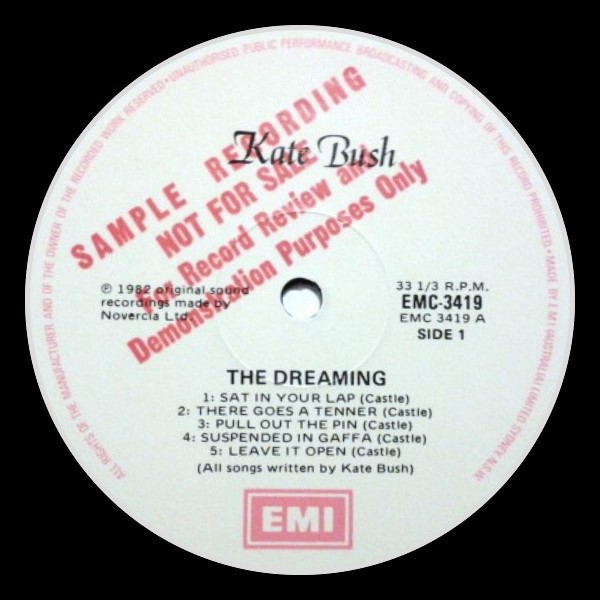 ALL RIGHTS OF THE MANUFACTURER AND OF THE OWNER OF THE RECORDED WORK RESERVED • UNAUTHORISED PUBLIC PERFORMANCE BROADCASTING AND COPYING OF THIS RECORD PROHIBITED • MADE BY E M I (AUSTRALIA) LIMITED SYDNEY, N.S.W.
SAMPLE RECORDING
NOT FOR SALE
For Record Review and
Demonstration Purposes Only
Kate Bush
℗ 1982 original sound
recordings made by
Novercia Ltd.
33 1/3 R.P.M.
EMC-3419
EMC 3419 A
SIDE 1
THE DREAMING
1: SAT IN YOUR LAP (Castle)
2: THERE GOES A TENNER (Castle)
3: PULL OUT THE PIN (Castle)
4: SUSPENDED IN GAFFA (Castle)
5: LEAVE IT OPEN (Castle)
(All songs written by Kate Bush)
EMI